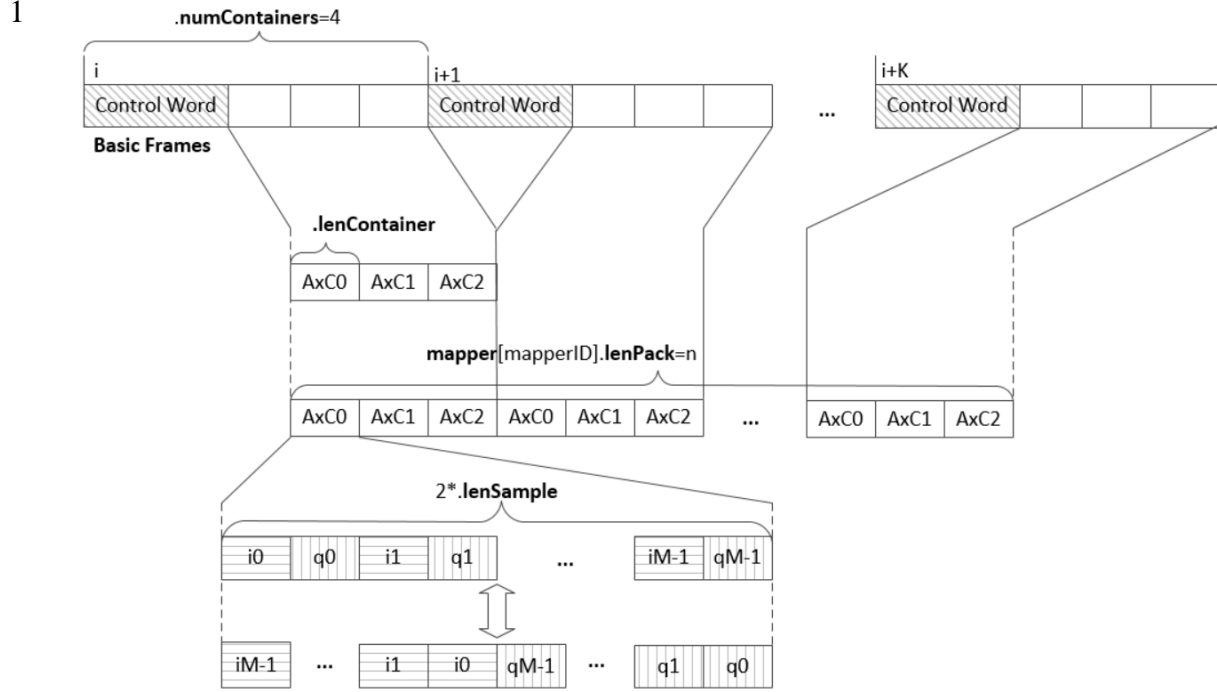 1
.numContainers=4
i
i+1
i+K
Control Word
Control Word
...
Control Word
Basic Frames
.lenContainer
AxC0 AxC1 AxC2
mapper[mapperID].lenPack=n
AxC0 AxC1 AxC2 AxC0 AxC1 AxC2 ... AxC0 AxC1 AxC2
2*.lenSample
i0 q0 i1 q1 ... iM-1 qM-1
iM-1 ... i1 i0 qM-1 ... q1 q0